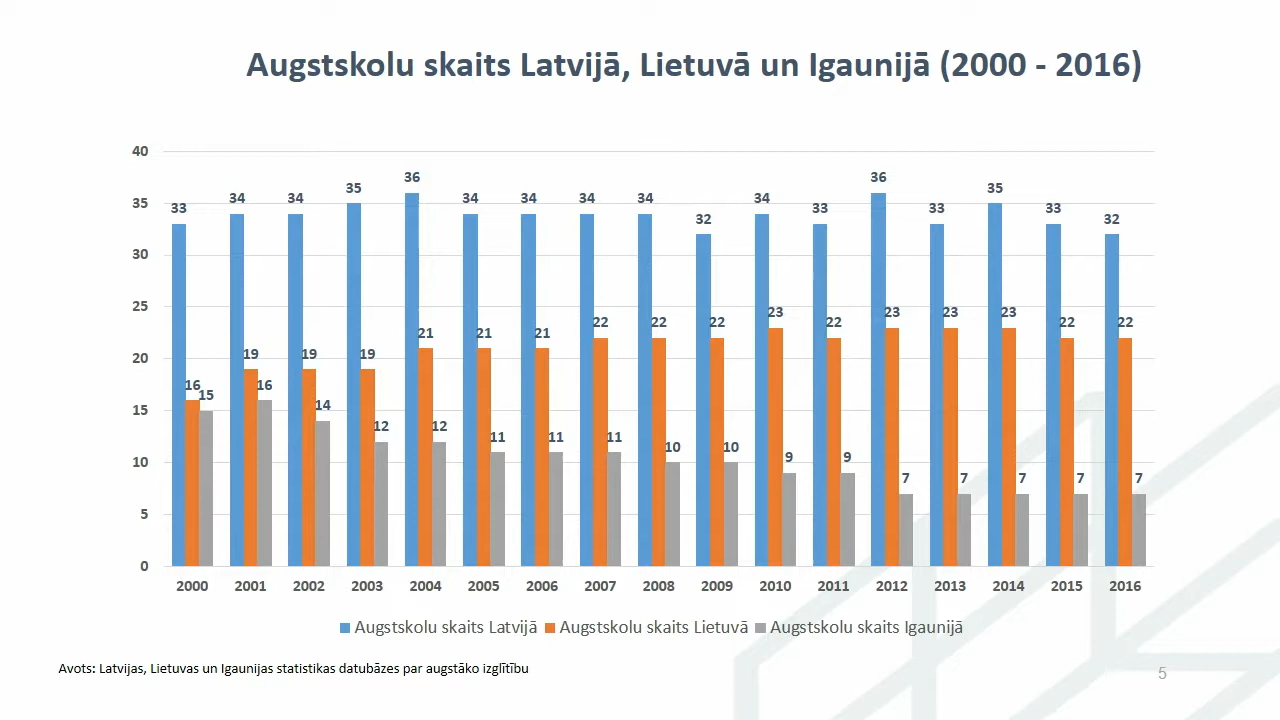 Augstskolu skaits Latvijā, Lietuvā un Igaunijā (2000 - 2016)
40
35
30
25
20
15
10
5
0
33 16 15
34 19 16
34 19 14
35 19 12
36 21 12
34 21 11
34 21 11
34 22 11
34 22 10
32 22 10
34 23 9
33 22 9
36 23 7
33 23 7
35 23 7
33 22 7
32 22 7
2000 2001 2002 2003 2004 2005 2006 2007 2008 2009 2010 2011 2012 2013 2014 2015 2016
Augstskolu skaits Latvijā Augstskolu skaits Lietuvā Augstskolu skaits Igaunijā
Avots: Latvijas, Lietuvas un Igaunijas statistikas datubāzes par augstāko izglītību
5